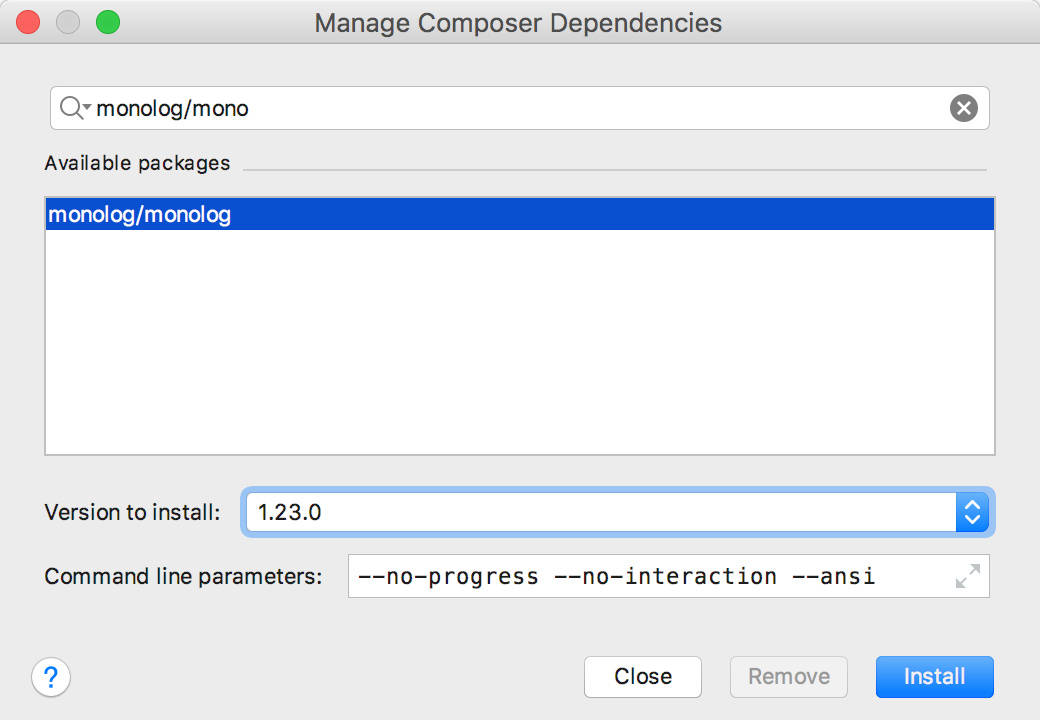 Manage Composer Dependencies
monolog/mono
Available packages
monolog/monolog
Version to install: 1.23.0
Command line parameters: --no-progress --no-interaction --ansi
? Close Remove Install